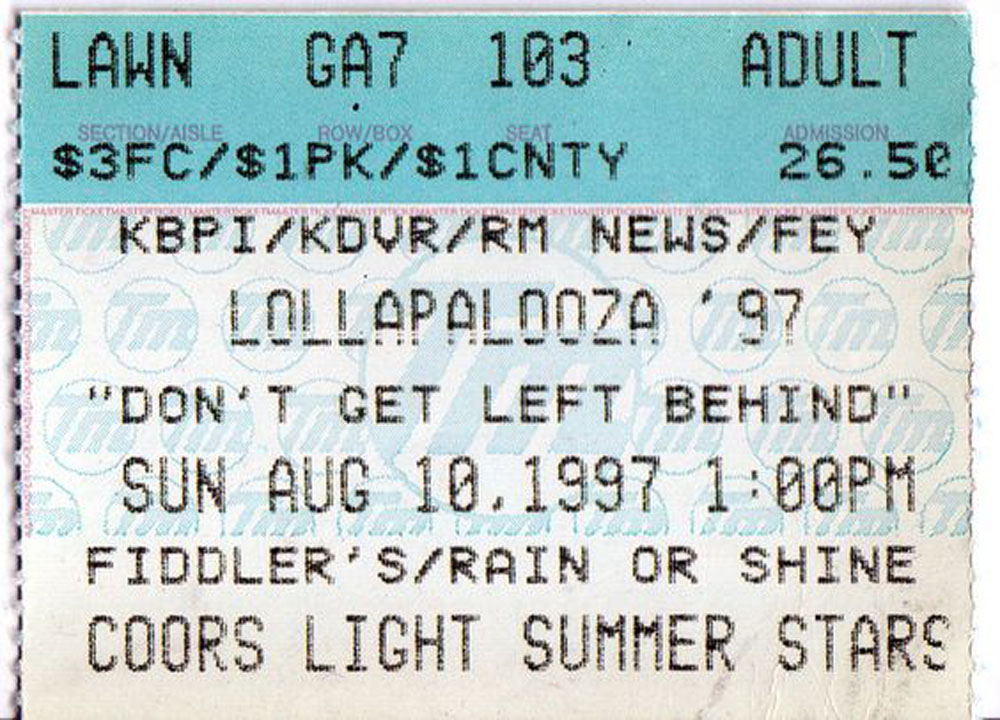 LAWN GA7 103 ADULT
SECTION/AISLE ROW/BOX SEAT ADMISSION
$3FC/$1PK/$1CNTY 26.50
TICKETMASTERTICKETMASTERTICKETMASTER
KBPI/KDVR/RM NEWS/FEY
LOLLAPALOOZA '97
"DON'T GET LEFT BEHIND"
SUN AUG 10,1997 1:00PM
FIDDLER'S/RAIN OR SHINE
COORS LIGHT SUMMER STARS